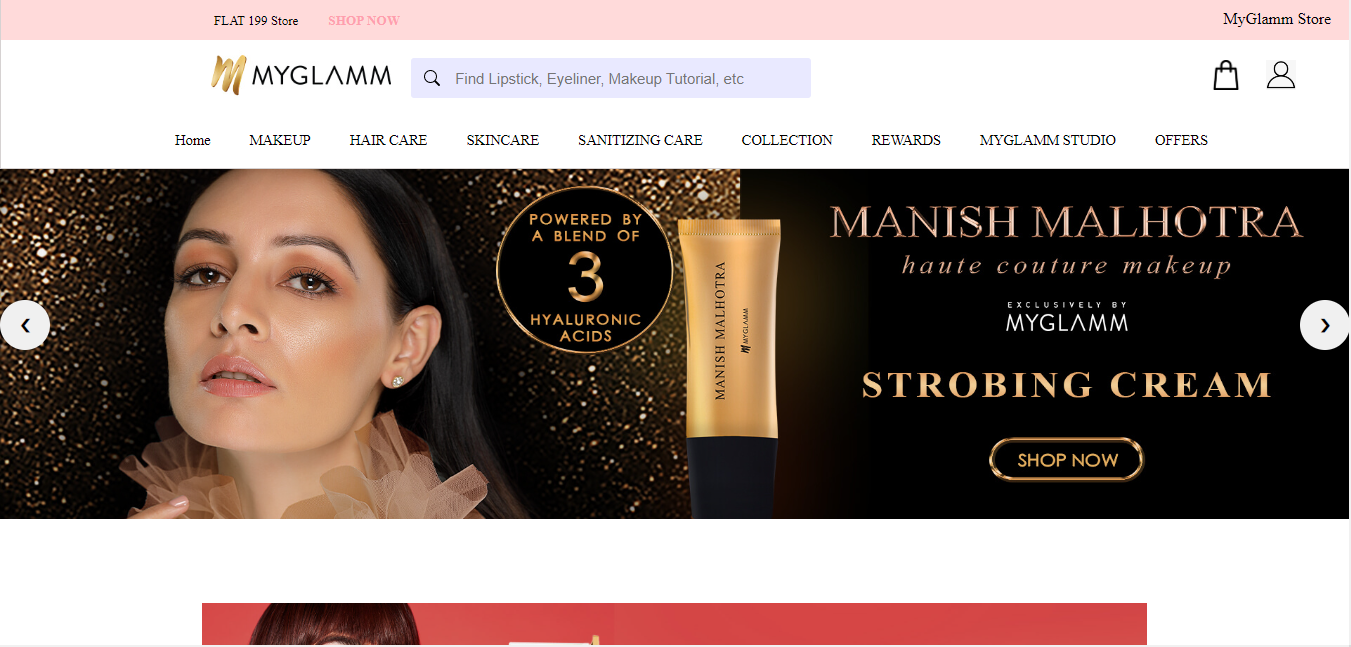 FLAT 199 Store SHOP NOW MyGlamm Store
MYGLAMM
Find Lipstick, Eyeliner, Makeup Tutorial, etc
Home MAKEUP HAIR CARE SKINCARE SANITIZING CARE COLLECTION REWARDS MYGLAMM STUDIO OFFERS
POWERED BY
A BLEND OF
3
HYALURONIC
ACIDS
MANISH MALHOTRA
MYGLAMM
MANISH MALHOTRA
haute couture makeup
EXCLUSIVELY BY
MYGLAMM
STROBING CREAM
SHOP NOW